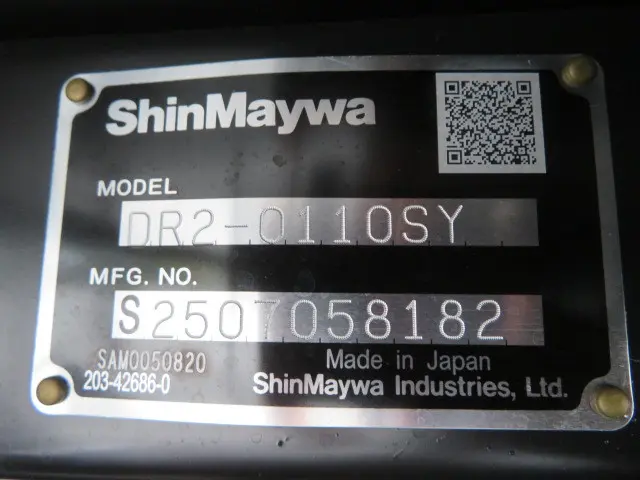 ShinMaywa
MODEL
DR2-0110SY
MFG. NO.
S2507058182
SAM0050820
203-42686-0
Made in Japan
ShinMaywa Industries, Ltd.